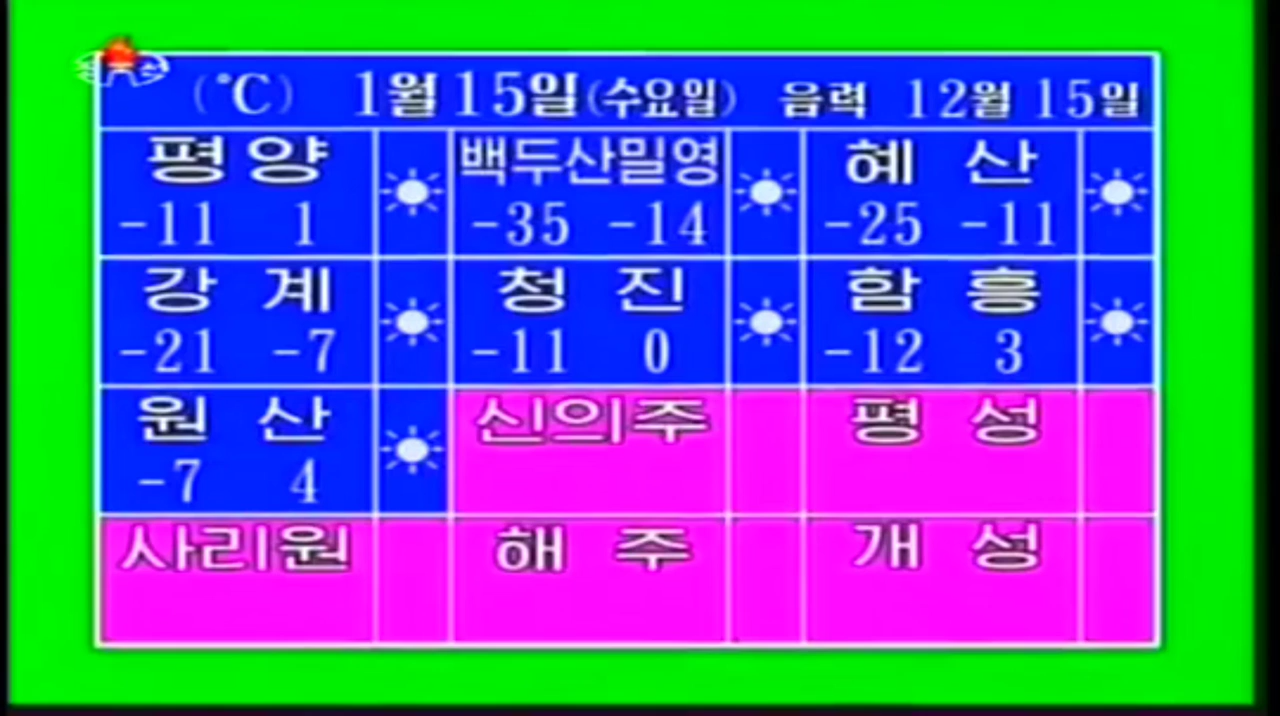 (℃) 1월 15일(수요일) 음력 12월 15일
평양 백두산밀영 혜산
-11 1 -35 -14 -25 -11
강계 청진 함흥
-21 -7 -11 0 -12 3
원산 신의주 평성
-7 4
사리원 해주 개성